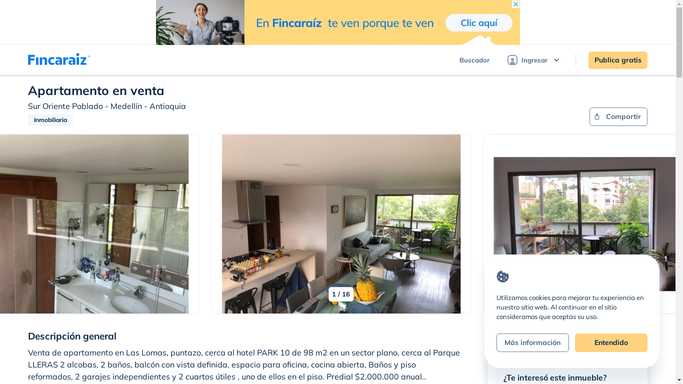 En Fincaraíz te ven porque te ven
Clic aquí
Fincaraíz
Buscador
Ingresar
Publica gratis
Apartamento en venta
Sur Oriente Poblado - Medellín - Antioquia
Inmobiliaria
Compartir
1 / 16
Descripción general
Venta de apartamento en Las Lomas, puntazo, cerca al hotel PARK 10 de 98 m2 en un sector plano, cerca al Parque
LLERAS 2 alcobas, 2 baños, balcón con vista definida, espacio para oficina, cocina abierta, Baños y piso
reformados, 2 garajes independientes y 2 cuartos útiles , uno de ellos en el piso. Predial $2.000.000 anual..
Utilizamos cookies para mejorar tu experiencia en
nuestro sitio web. Al continuar en el sitio
consideramos que aceptas su uso.
Más información
Entendido
¿Te interesó este inmueble?